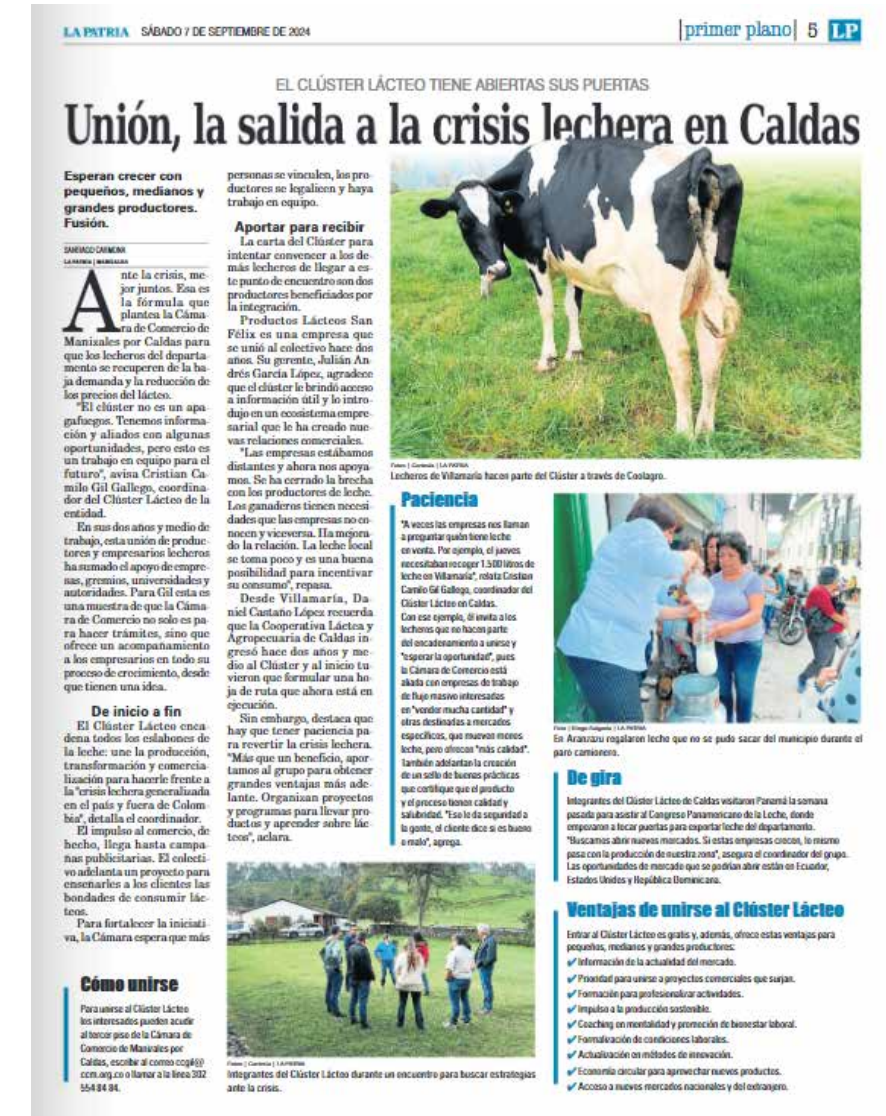 LA PATRIA SÁBADO 7 DE SEPTIEMBRE DE 2024
|primer plano| 5 LP
EL CLÚSTER LÁCTEO TIENE ABIERTAS SUS PUERTAS
Unión, la salida a la crisis lechera en Caldas
Esperan crecer con
pequeños, medianos y
grandes productores.
Fusión.
SANTIAGO CARMONA
LA PATRIA | MANIZALES
Ante la crisis, me-
jor juntos. Esa es
la fórmula que
plantea la Cáma-
ra de Comercio de
Manizales por Caldas para
que los lecheros del departa-
mento se recuperen de la ba-
ja demanda y la reducción de
los precios del lácteo.
"El clúster no es un apa-
gafuegos. Tenemos informa-
ción y aliados con algunas
oportunidades, pero esto es
un trabajo en equipo para el
futuro", avisa Cristian Ca-
milo Gil Gallego, coordina-
dor del Clúster Lácteo de la
entidad.
En sus dos años y medio de
trabajo, esta unión de produc-
tores y empresarios lecheros
ha sumado el apoyo de empre-
sas, gremios, universidades y
autoridades. Para Gil esta es
una muestra de que la Cáma-
ra de Comercio no solo es pa-
ra hacer trámites, sino que
ofrece un acompañamiento
a los empresarios en todo su
proceso de crecimiento, desde
que tienen una idea.
De inicio a fin
El Clúster Lácteo enca-
dena todos los eslabones de
la leche: une la producción,
transformación y comercia-
lización para hacerle frente a
la "crisis lechera generalizada
en el país y fuera de Colom-
bia", detalla el coordinador.
El impulso al comercio, de
hecho, llega hasta campa-
ñas publicitarias. El colecti-
vo adelanta un proyecto para
enseñarles a los clientes las
bondades de consumir lác-
teos.
Para fortalecer la iniciati-
va, la Cámara espera que más
personas se vinculen, los pro-
ductores se legalicen y haya
trabajo en equipo.
Aportar para recibir
La carta del Clúster para
intentar convencer a los de-
más lecheros de llegar a es-
te punto de encuentro son dos
productores beneficiados por
la integración.
Productos Lácteos San
Félix es una empresa que
se unió al colectivo hace dos
años. Su gerente, Julián An-
drés García López, agradece
que el clúster le brindó acceso
a información útil y lo intro-
dujo en un ecosistema empre-
sarial que le ha creado nue-
vas relaciones comerciales.
"Las empresas estábamos
distantes y ahora nos apoya-
mos. Se ha cerrado la brecha
con los productores de leche.
Los ganaderos tienen necesi-
dades que las empresas no co-
nocen y viceversa. Ha mejora-
do la relación. La leche local
se toma poco y es una buena
posibilidad para incentivar
su consumo", repasa.
Desde Villamaría, Da-
niel Castaño López recuerda
que la Cooperativa Láctea y
Agropecuaria de Caldas in-
gresó hace dos años y me-
dio al Clúster y al inicio tu-
vieron que formular una ho-
ja de ruta que ahora está en
ejecución.
Sin embargo, destaca que
hay que tener paciencia pa-
ra revertir la crisis lechera.
"Más que un beneficio, apor-
tamos al grupo para obtener
grandes ventajas más ade-
lante. Organizan proyectos
y programas para llevar pro-
ductos y aprender sobre lác-
teos", aclara.
Fotos | Cortesía | LA PATRIA
Lecheros de Villamaría hacen parte del Clúster a través de Coolagro.
Paciencia
"A veces las empresas nos llaman
a preguntar quién tiene leche
en venta. Por ejemplo, el jueves
necesitaban recoger 1.500 litros de
leche en Villamaría", relata Cristian
Camilo Gil Gallego, coordinador del
Clúster Lácteo en Caldas.
Con ese ejemplo, él invita a los
lecheros que no hacen parte
del encadenamiento a unirse y
"esperar la oportunidad", pues
la Cámara de Comercio está
aliada con empresas de trabajo
de flujo masivo interesadas
en "vender mucha cantidad" y
otras destinadas a mercados
específicos, que mueven menos
leche, pero ofrecen "más calidad".
También adelantan la creación
de un sello de buenas prácticas
que certifique que el producto
y el proceso tienen calidad y
salubridad. "Eso le da seguridad a
la gente, el cliente dice si es bueno
o malo", agrega.
Foto | Diego Salgado | LA PATRIA
En Aranzazu regalaron leche que no se pudo sacar del municipio durante el
paro camionero.
De gira
Integrantes del Clúster Lácteo de Caldas visitaron Panamá la semana
pasada para asistir al Congreso Panamericano de la Leche, donde
empezaron a tocar puertas para exportar leche del departamento.
"Buscamos abrir nuevos mercados. Si estas empresas crecen, lo mismo
pasa con la producción de nuestra zona", asegura el coordinador del grupo.
Las oportunidades de mercado que se podrían abrir están en Ecuador,
Estados Unidos y República Dominicana.
Ventajas de unirse al Clúster Lácteo
Entrar al Clúster Lácteo es gratis y, además, ofrece estas ventajas para
pequeños, medianos y grandes productores:
✔ Información de la actualidad del mercado.
✔ Prioridad para unirse a proyectos comerciales que surjan.
✔ Formación para profesionalizar actividades.
✔ Impulso a la producción sostenible.
✔ Coaching en mentalidad y promoción de bienestar laboral.
✔ Formalización de condiciones laborales.
✔ Actualización en métodos de innovación.
✔ Economía circular para aprovechar nuevos productos.
✔ Acceso a nuevos mercados nacionales y del extranjero.
Cómo unirse
Para unirse al Clúster Lácteo
los interesados pueden acudir
al tercer piso de la Cámara de
Comercio de Manizales por
Caldas, escribir al correo
o llamar a la línea 302
554 84 84.
Fotos | Cortesía | LA PATRIA
Integrantes del Clúster Lácteo durante un encuentro para buscar estrategias
ante la crisis.